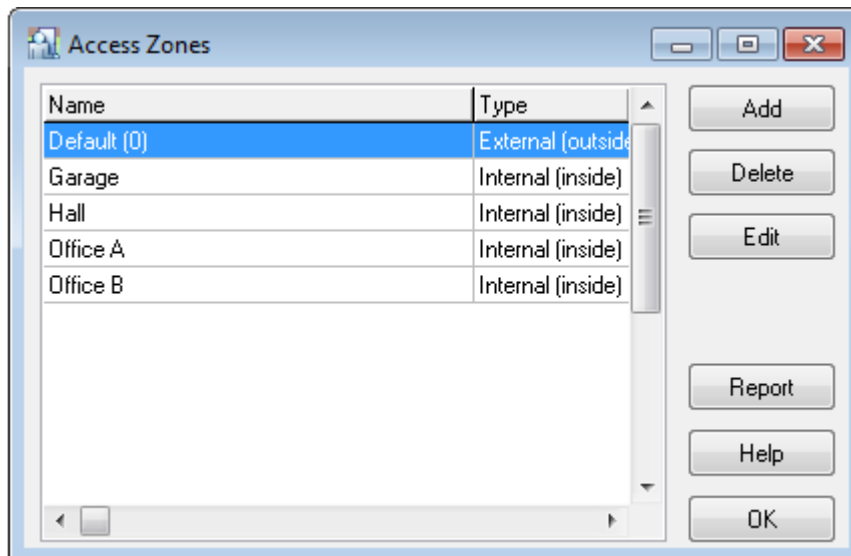 Access Zones
Name Type
Default (0) External (outside
Garage Internal (inside)
Hall Internal (inside)
Office A Internal (inside)
Office B Internal (inside)
Add
Delete
Edit
Report
Help
OK